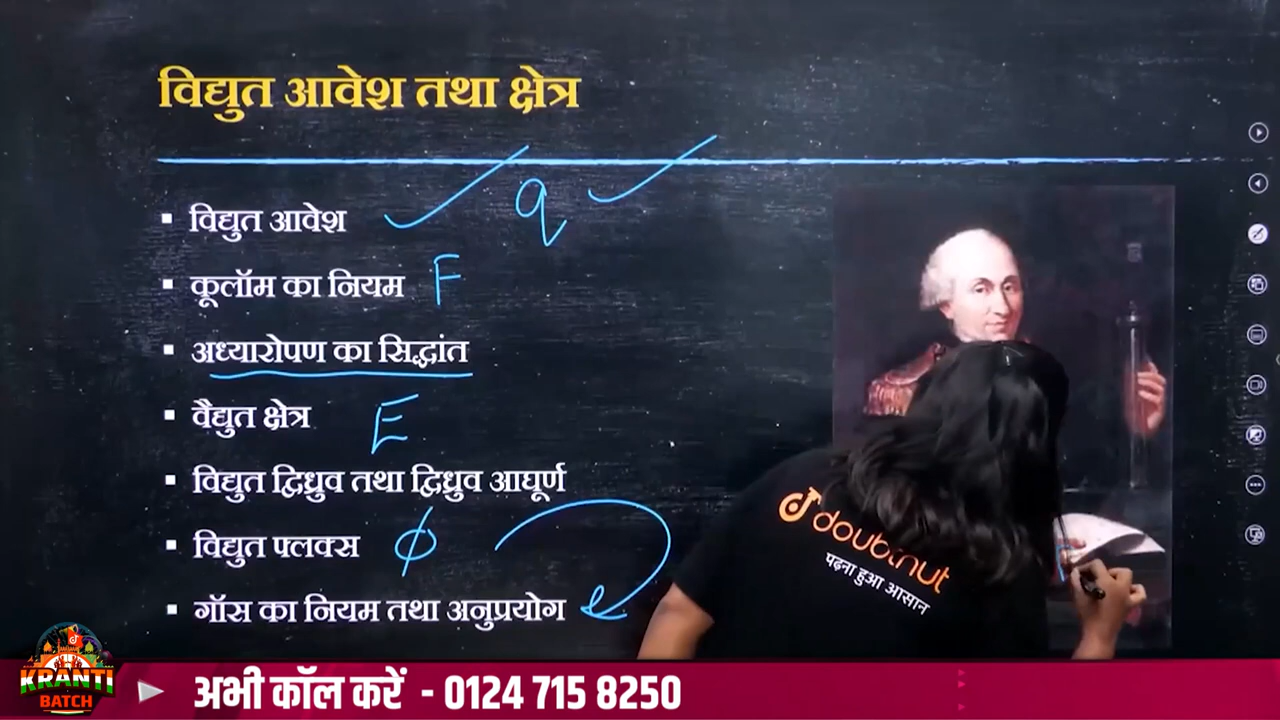 विद्युत आवेश तथा क्षेत्र
विद्युत आवेश q
कूलॉम का नियम F
अध्यारोपण का सिद्धांत
वैद्युत क्षेत्र E
विद्युत द्विध्रुव तथा द्विध्रुव आघूर्ण
विद्युत फ्लक्स ϕ
गॉस का नियम तथा अनुप्रयोग
doubtnut
पढ़ना हुआ आसान
KRANTI
BATCH
अभी कॉल करें - 0124 715 8250